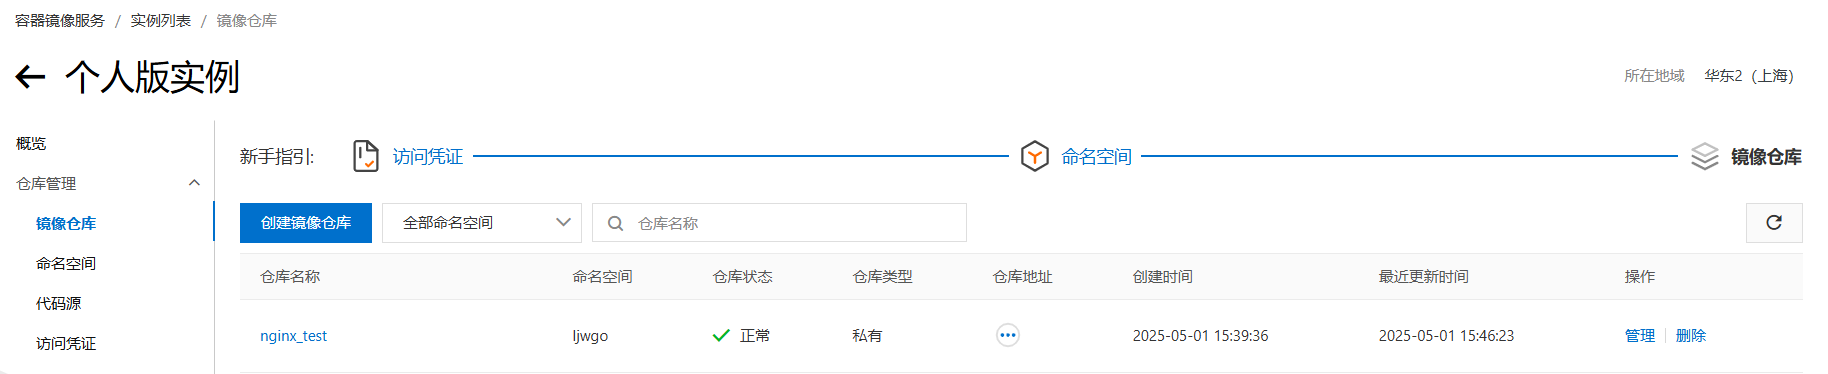 容器镜像服务 / 实例列表 / 镜像仓库
个人版实例
所在地域 华东2（上海）
概览
仓库管理
镜像仓库
命名空间
代码源
访问凭证
新手指引: 访问凭证 命名空间 镜像仓库
创建镜像仓库 全部命名空间 仓库名称
仓库名称 命名空间 仓库状态 仓库类型 仓库地址 创建时间 最近更新时间 操作
nginx_test ljwgo 正常 私有 2025-05-01 15:39:36 2025-05-01 15:46:23 管理 删除